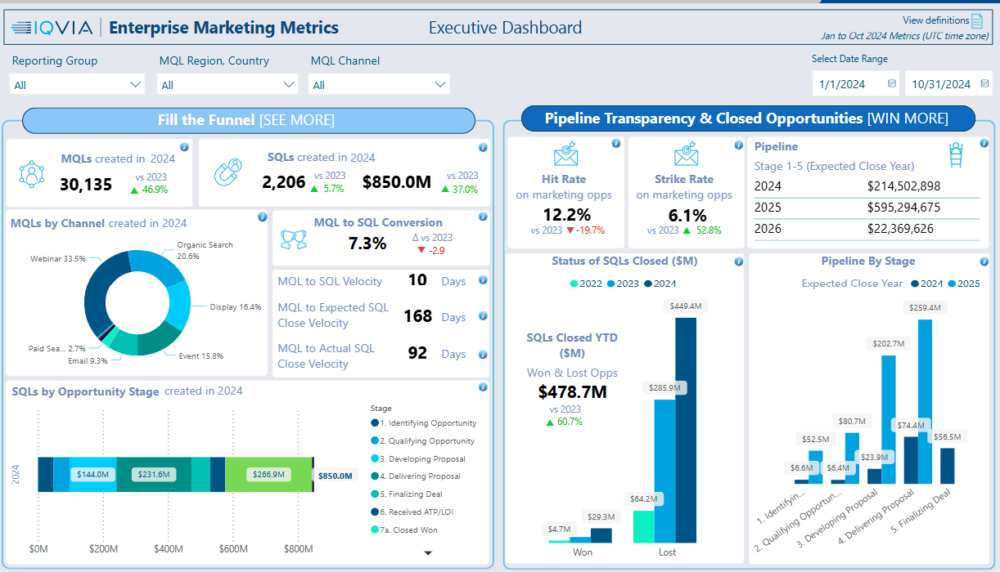 IQVIA
Enterprise Marketing Metrics
Executive Dashboard
View definitions
Jan to Oct 2024 Metrics (UTC time zone)
Reporting Group
MQL Region, Country
MQL Channel
Select Date Range
All
All
All
1/1/2024
10/31/2024
Fill the Funnel [SEE MORE]
MQLs created in 2024
30,135
vs 2023
46.9%
SQLs created in 2024
2,206
vs 2023
5.7%
$850.0M
vs 2023
37.0%
MQLs by Channel created in 2024
Organic Search
20.6%
Webinar 33.5%
Display 16.4%
Paid Sea... 2.7%
Email 9.3%
Event 15.8%
MQL to SQL Conversion
7.3%
Δ vs 2023
-2.9
MQL to SQL Velocity
10 Days
MQL to Expected SQL
Close Velocity
168 Days
MQL to Actual SQL
Close Velocity
92 Days
SQLs by Opportunity Stage created in 2024
2024
$144.0M
$231.6M
$266.9M
$850.0M
$0M
$200M
$400M
$600M
$800M
Stage
1. Identifying Opportunity
2. Qualifying Opportunity
3. Developing Proposal
4. Delivering Proposal
5. Finalizing Deal
6. Received ATP/LOI
7a. Closed Won
Pipeline Transparency & Closed Opportunities [WIN MORE]
Hit Rate
on marketing opps
12.2%
vs 2023 -19.7%
Strike Rate
on marketing opps
6.1%
vs 2023 52.8%
Pipeline
Stage 1-5 (Expected Close Year)
2024 $214,502,898
2025 $595,294,675
2026 $22,369,626
Status of SQLs Closed ($M)
2022 2023 2024
SQLs Closed YTD
($M)
Won & Lost Opps
$478.7M
vs 2023
60.7%
$449.4M
$285.9M
$64.2M
$29.3M
$4.7M
Won
Lost
Pipeline By Stage
Expected Close Year 2024 2025
$259.4M
$202.7M
$80.7M
$74.4M
$52.5M
$56.5M
$23.9M
$6.6M
$6.4M
1. Identifyin...
2. Qualifying Opportun...
3. Developing Proposal
4. Delivering Proposal
5. Finalizing Deal